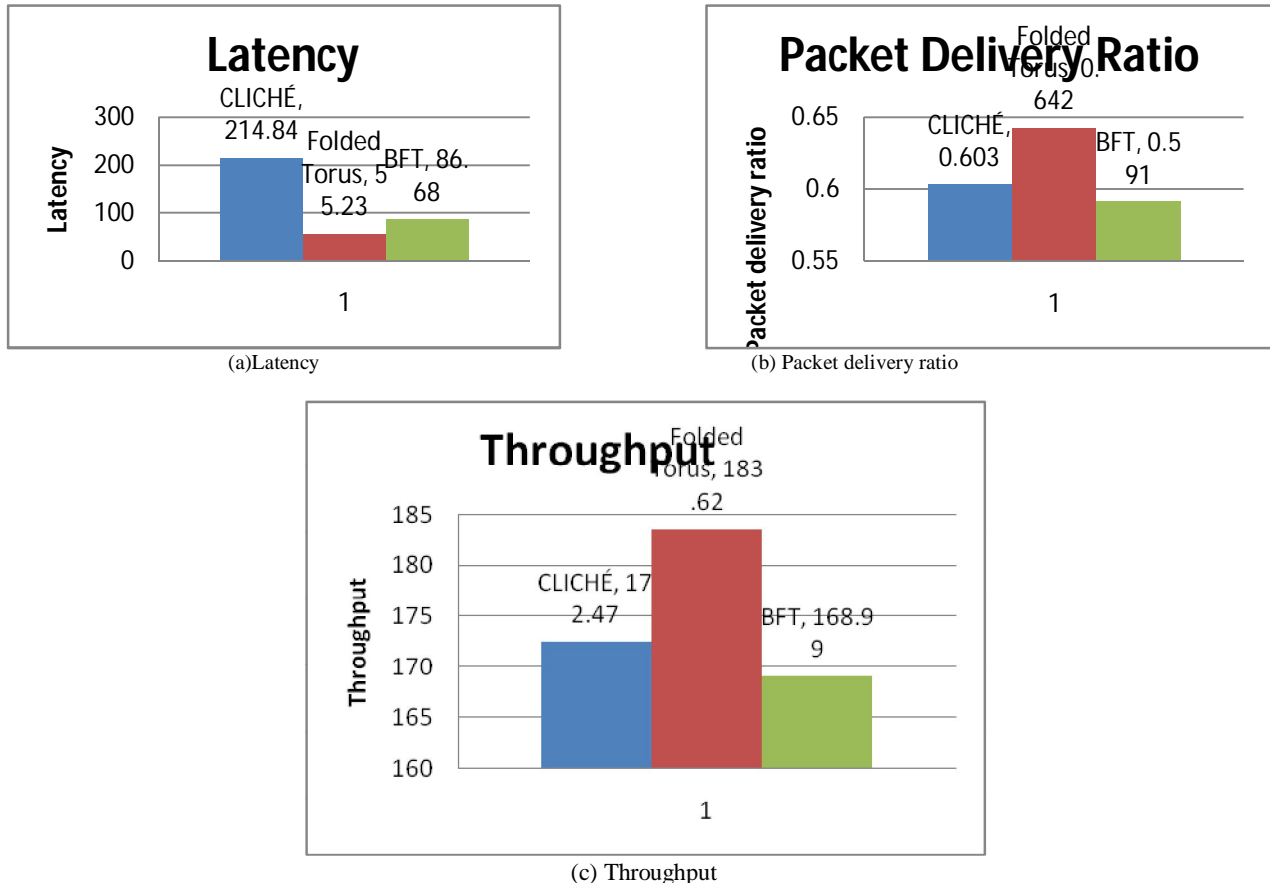 Latency
CLICHÉ,
214.84
Folded
Torus, 5
5.23
BFT, 86.
68
300
200
100
0
Latency
1
(a)Latency
Packet Delivery Ratio
Folded
Torus, 0.
642
CLICHÉ,
0.603
BFT, 0.5
91
0.65
0.6
0.55
Packet delivery ratio
1
(b) Packet delivery ratio
Throughput
Folded
Torus, 183
.62
CLICHÉ, 17
2.47
BFT, 168.9
9
185
180
175
170
165
160
Throughput
1
(c) Throughput